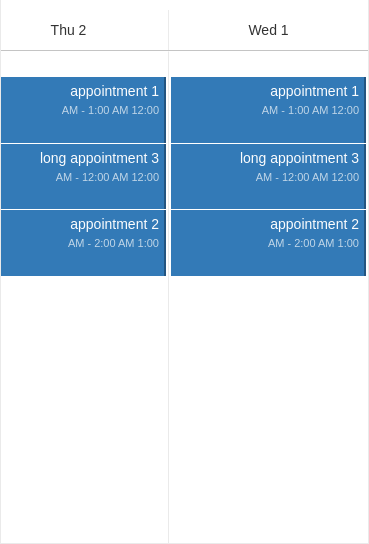 Thu 2
appointment 1
AM - 1:00 AM 12:00
long appointment 3
AM - 12:00 AM 12:00
appointment 2
AM - 2:00 AM 1:00
Wed 1
appointment 1
AM - 1:00 AM 12:00
long appointment 3
AM - 12:00 AM 12:00
appointment 2
AM - 2:00 AM 1:00